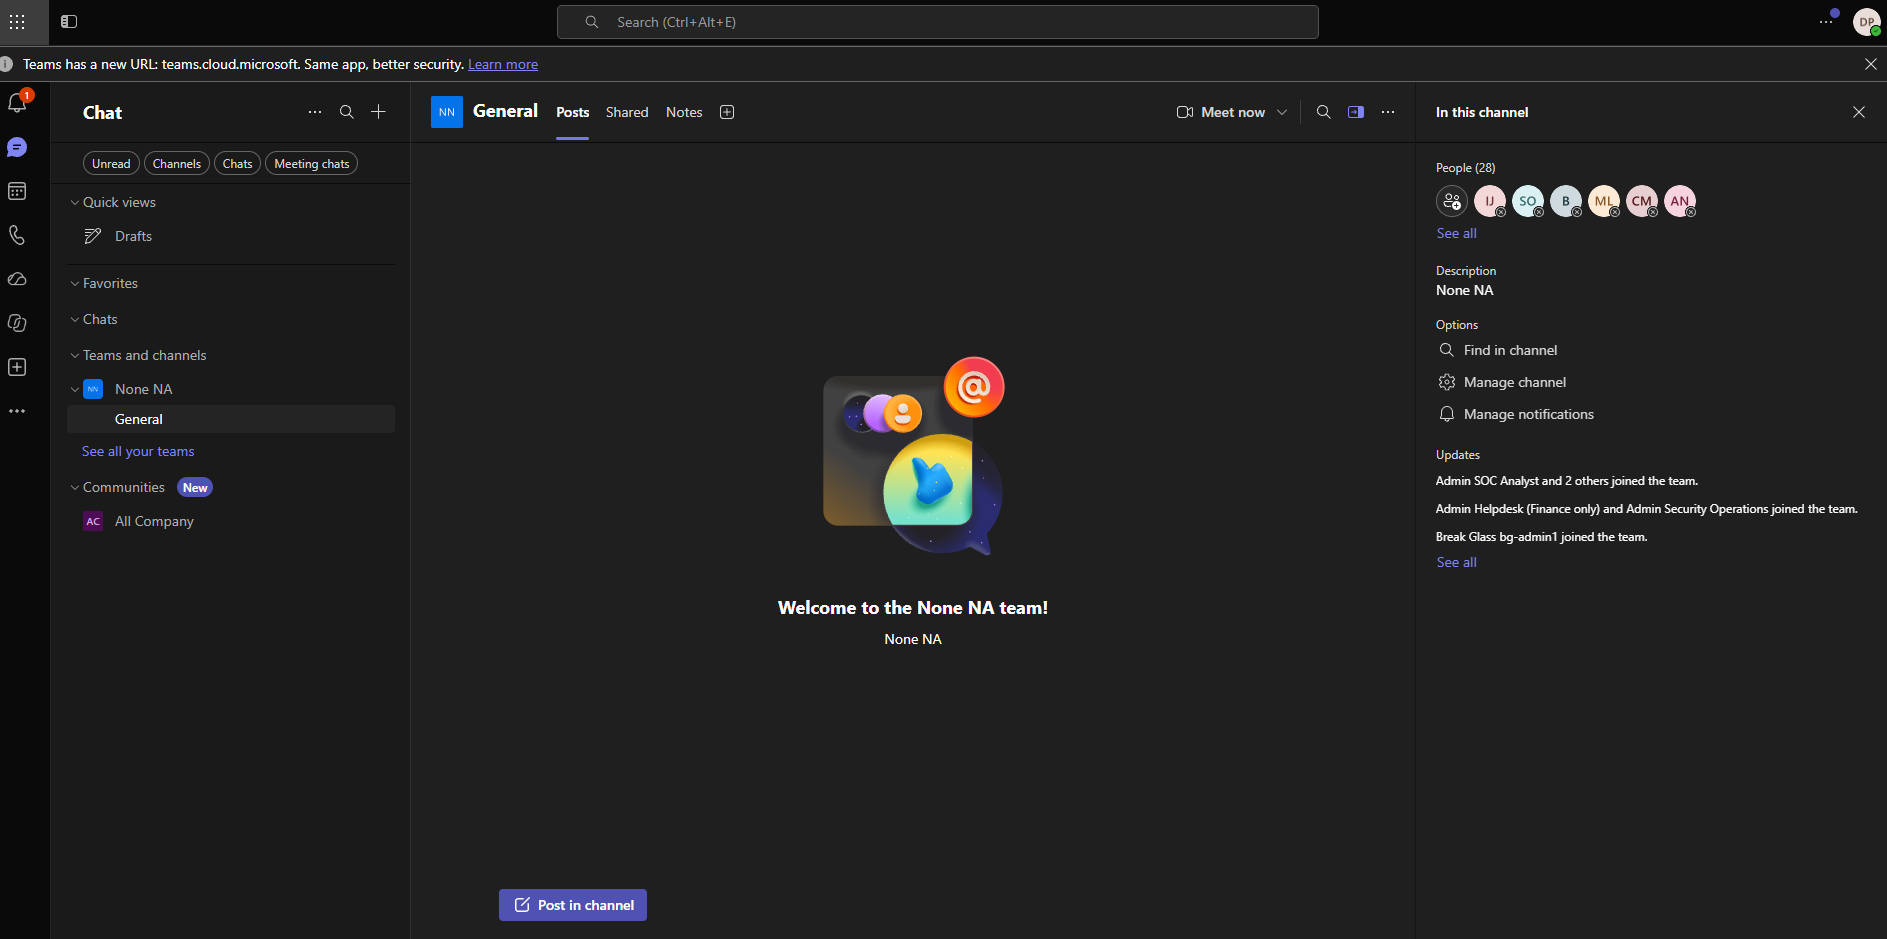 Search (Ctrl+Alt+E)
DP
Teams has a new URL: teams.cloud.microsoft. Same app, better security. Learn more
1
Chat
Unread
Channels
Chats
Meeting chats
Quick views
Drafts
Favorites
Chats
Teams and channels
NN None NA
General
See all your teams
Communities New
AC All Company
NN General Posts Shared Notes
Meet now
@
Welcome to the None NA team!
None NA
Post in channel
In this channel
People (28)
IJ SO B ML CM AN
See all
Description
None NA
Options
Find in channel
Manage channel
Manage notifications
Updates
Admin SOC Analyst and 2 others joined the team.
Admin Helpdesk (Finance only) and Admin Security Operations joined the team.
Break Glass bg-admin1 joined the team.
See all